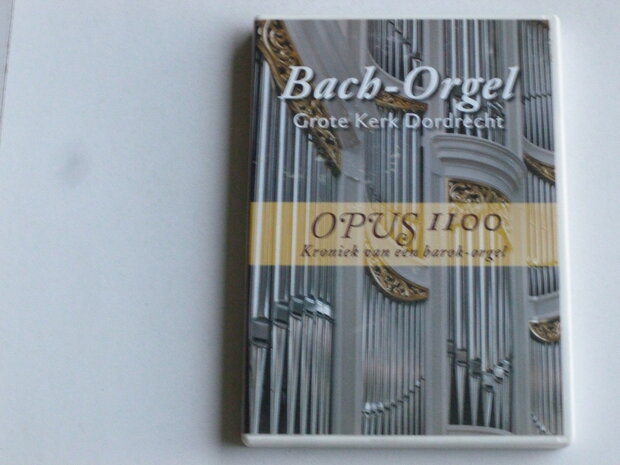 Bach-Orgel
Grote Kerk Dordrecht
OPUS 1100
Kroniek van een barok-orgel